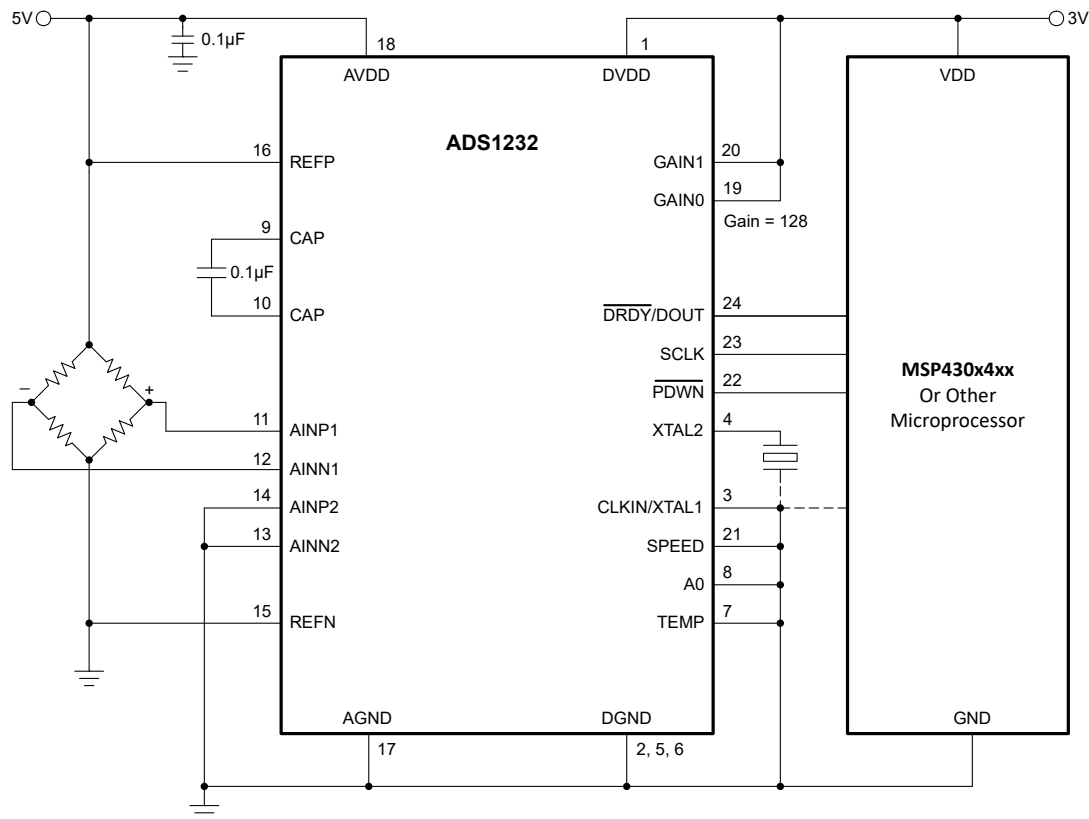 5V
3V
0.1µF
18
1
AVDD
DVDD
VDD
ADS1232
16
REFP
GAIN1
20
GAIN0
19
Gain = 128
9
CAP
0.1µF
10
CAP
DRDY/DOUT
24
SCLK
23
PDWN
22
MSP430x4xx
Or Other
Microprocessor
–
+
11
AINP1
XTAL2
4
12
AINN1
14
AINP2
CLKIN/XTAL1
3
13
AINN2
SPEED
21
A0
8
15
REFN
TEMP
7
AGND
DGND
GND
17
2, 5, 6